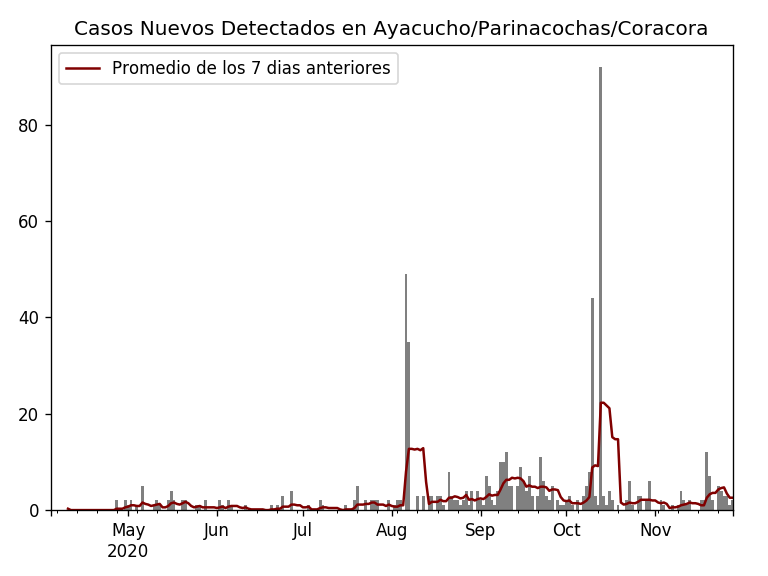 Casos Nuevos Detectados en Ayacucho/Parinacochas/Coracora
Promedio de los 7 dias anteriores
80
60
40
20
0
May Jun Jul Aug Sep Oct Nov
2020